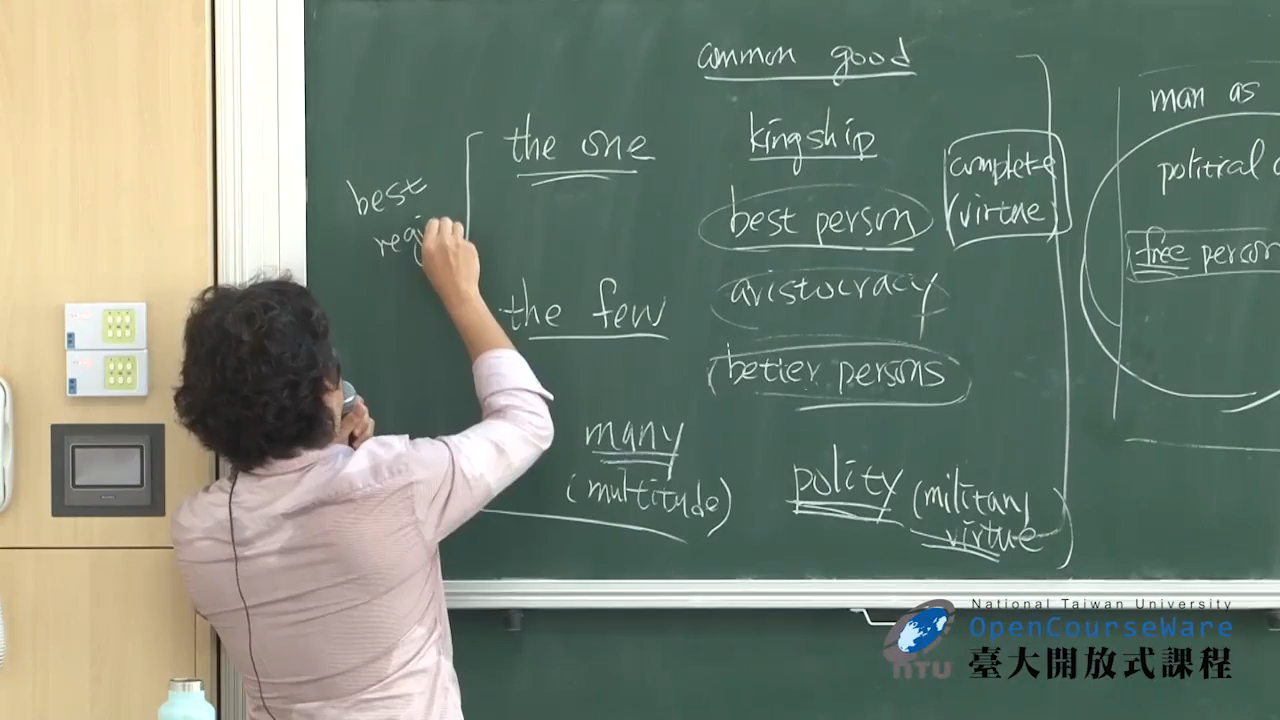 common good
the one
kingship
best
best person
complete
virtue
the few
aristocracy
better persons
many
(multitude)
polity (military
virtue)
man as
political
free person
National Taiwan University
OpenCourseWare
NTU
臺大開放式課程